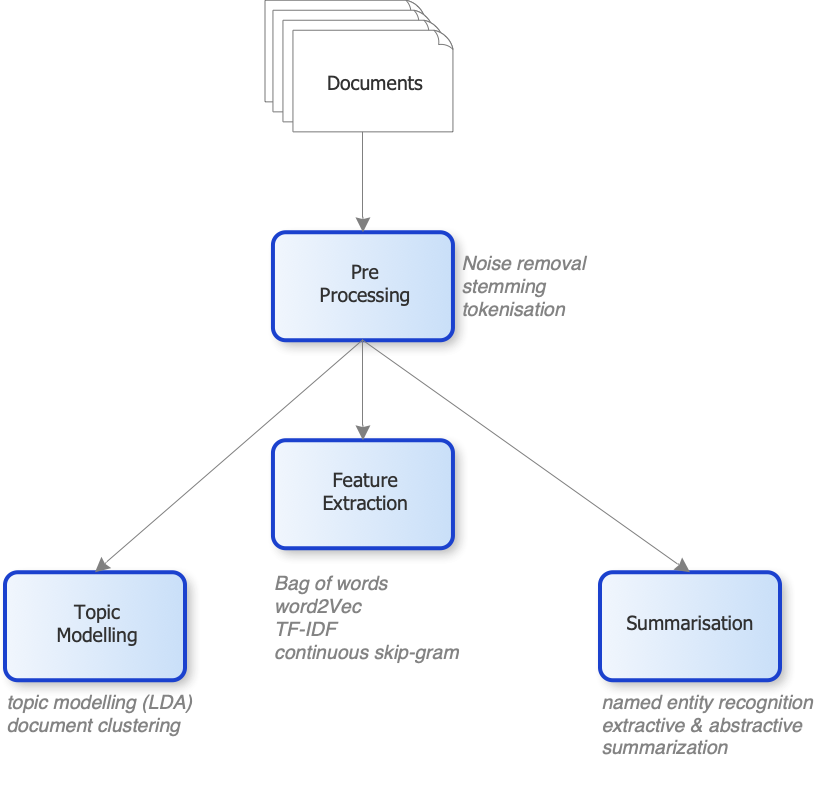 Documents
Pre
Processing
Noise removal
stemming
tokenisation
Feature
Extraction
Bag of words
word2Vec
TF-IDF
continuous skip-gram
Topic
Modelling
topic modelling (LDA)
document clustering
Summarisation
named entity recognition
extractive & abstractive
summarization